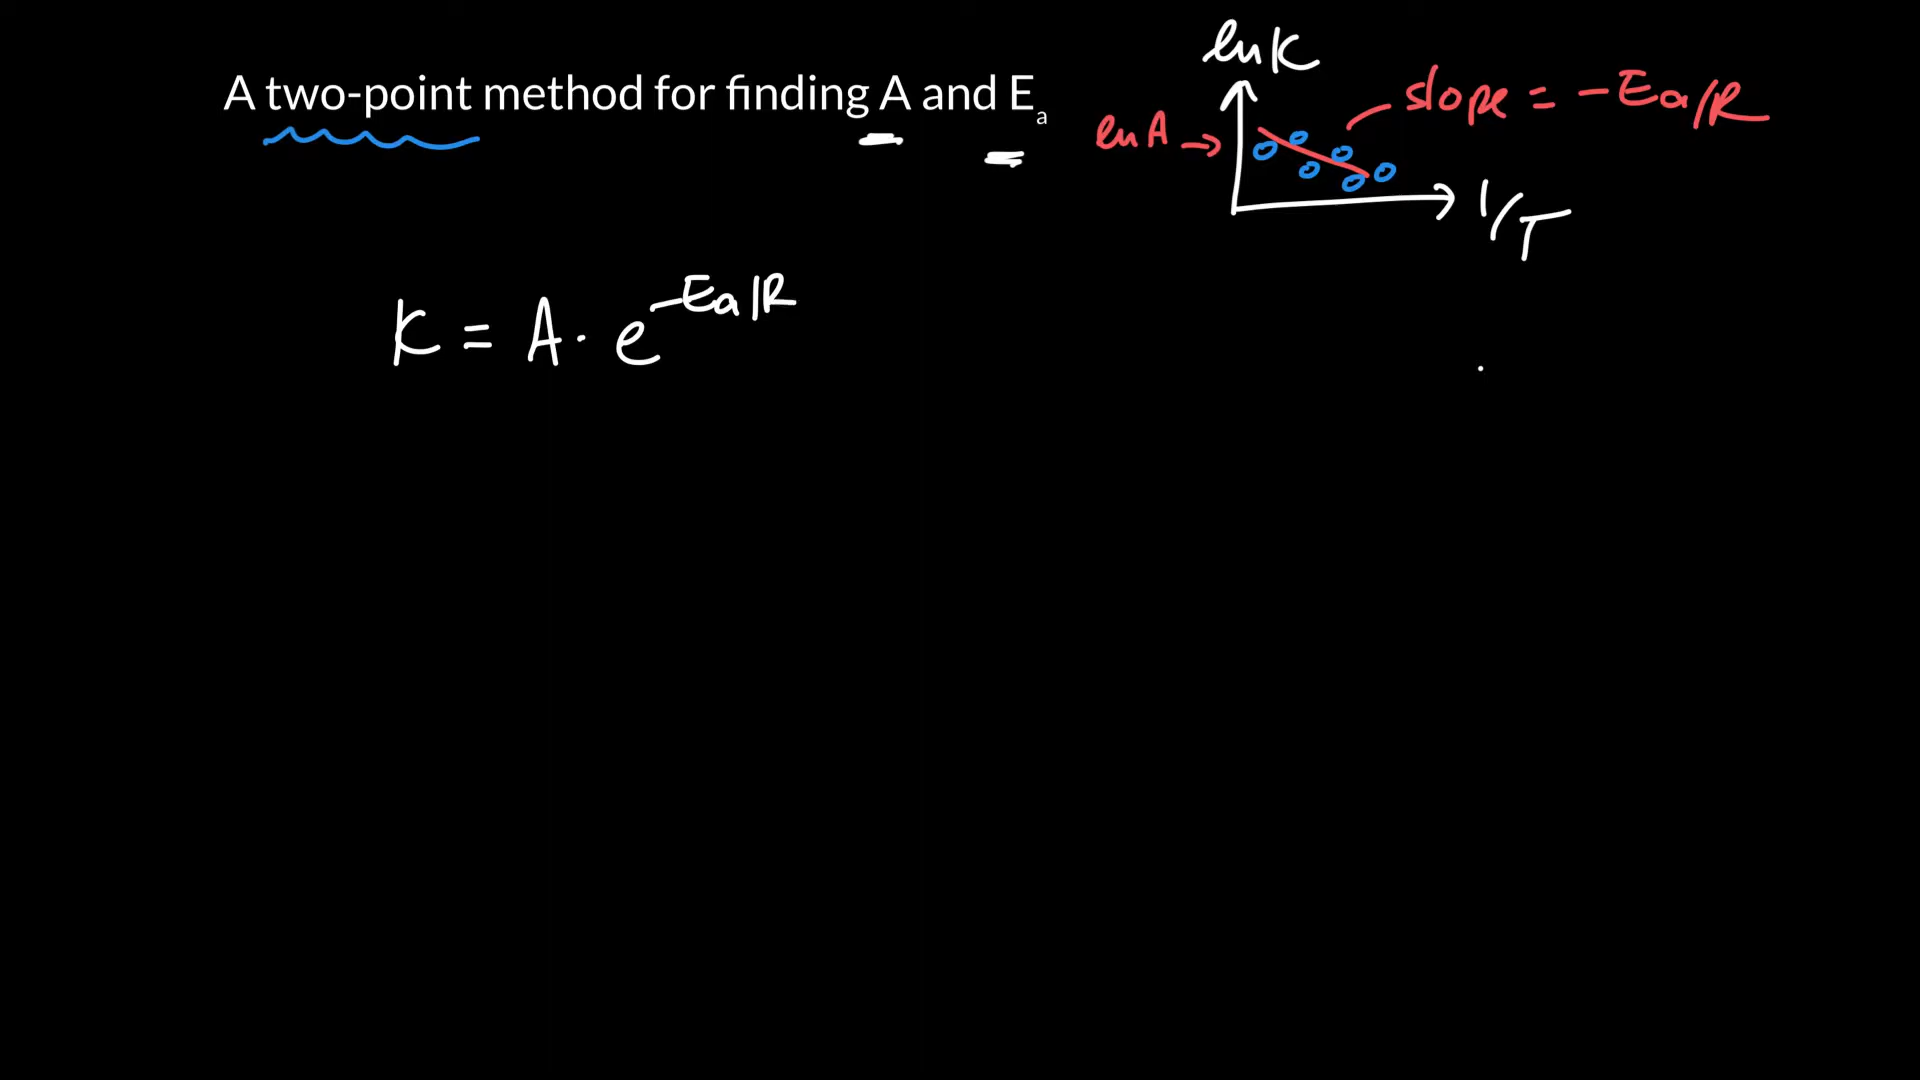 A two-point method for finding A and Eₐ
ln K
slope = -Ea/R
ln A →
1/T
K = A · e^-Ea/R